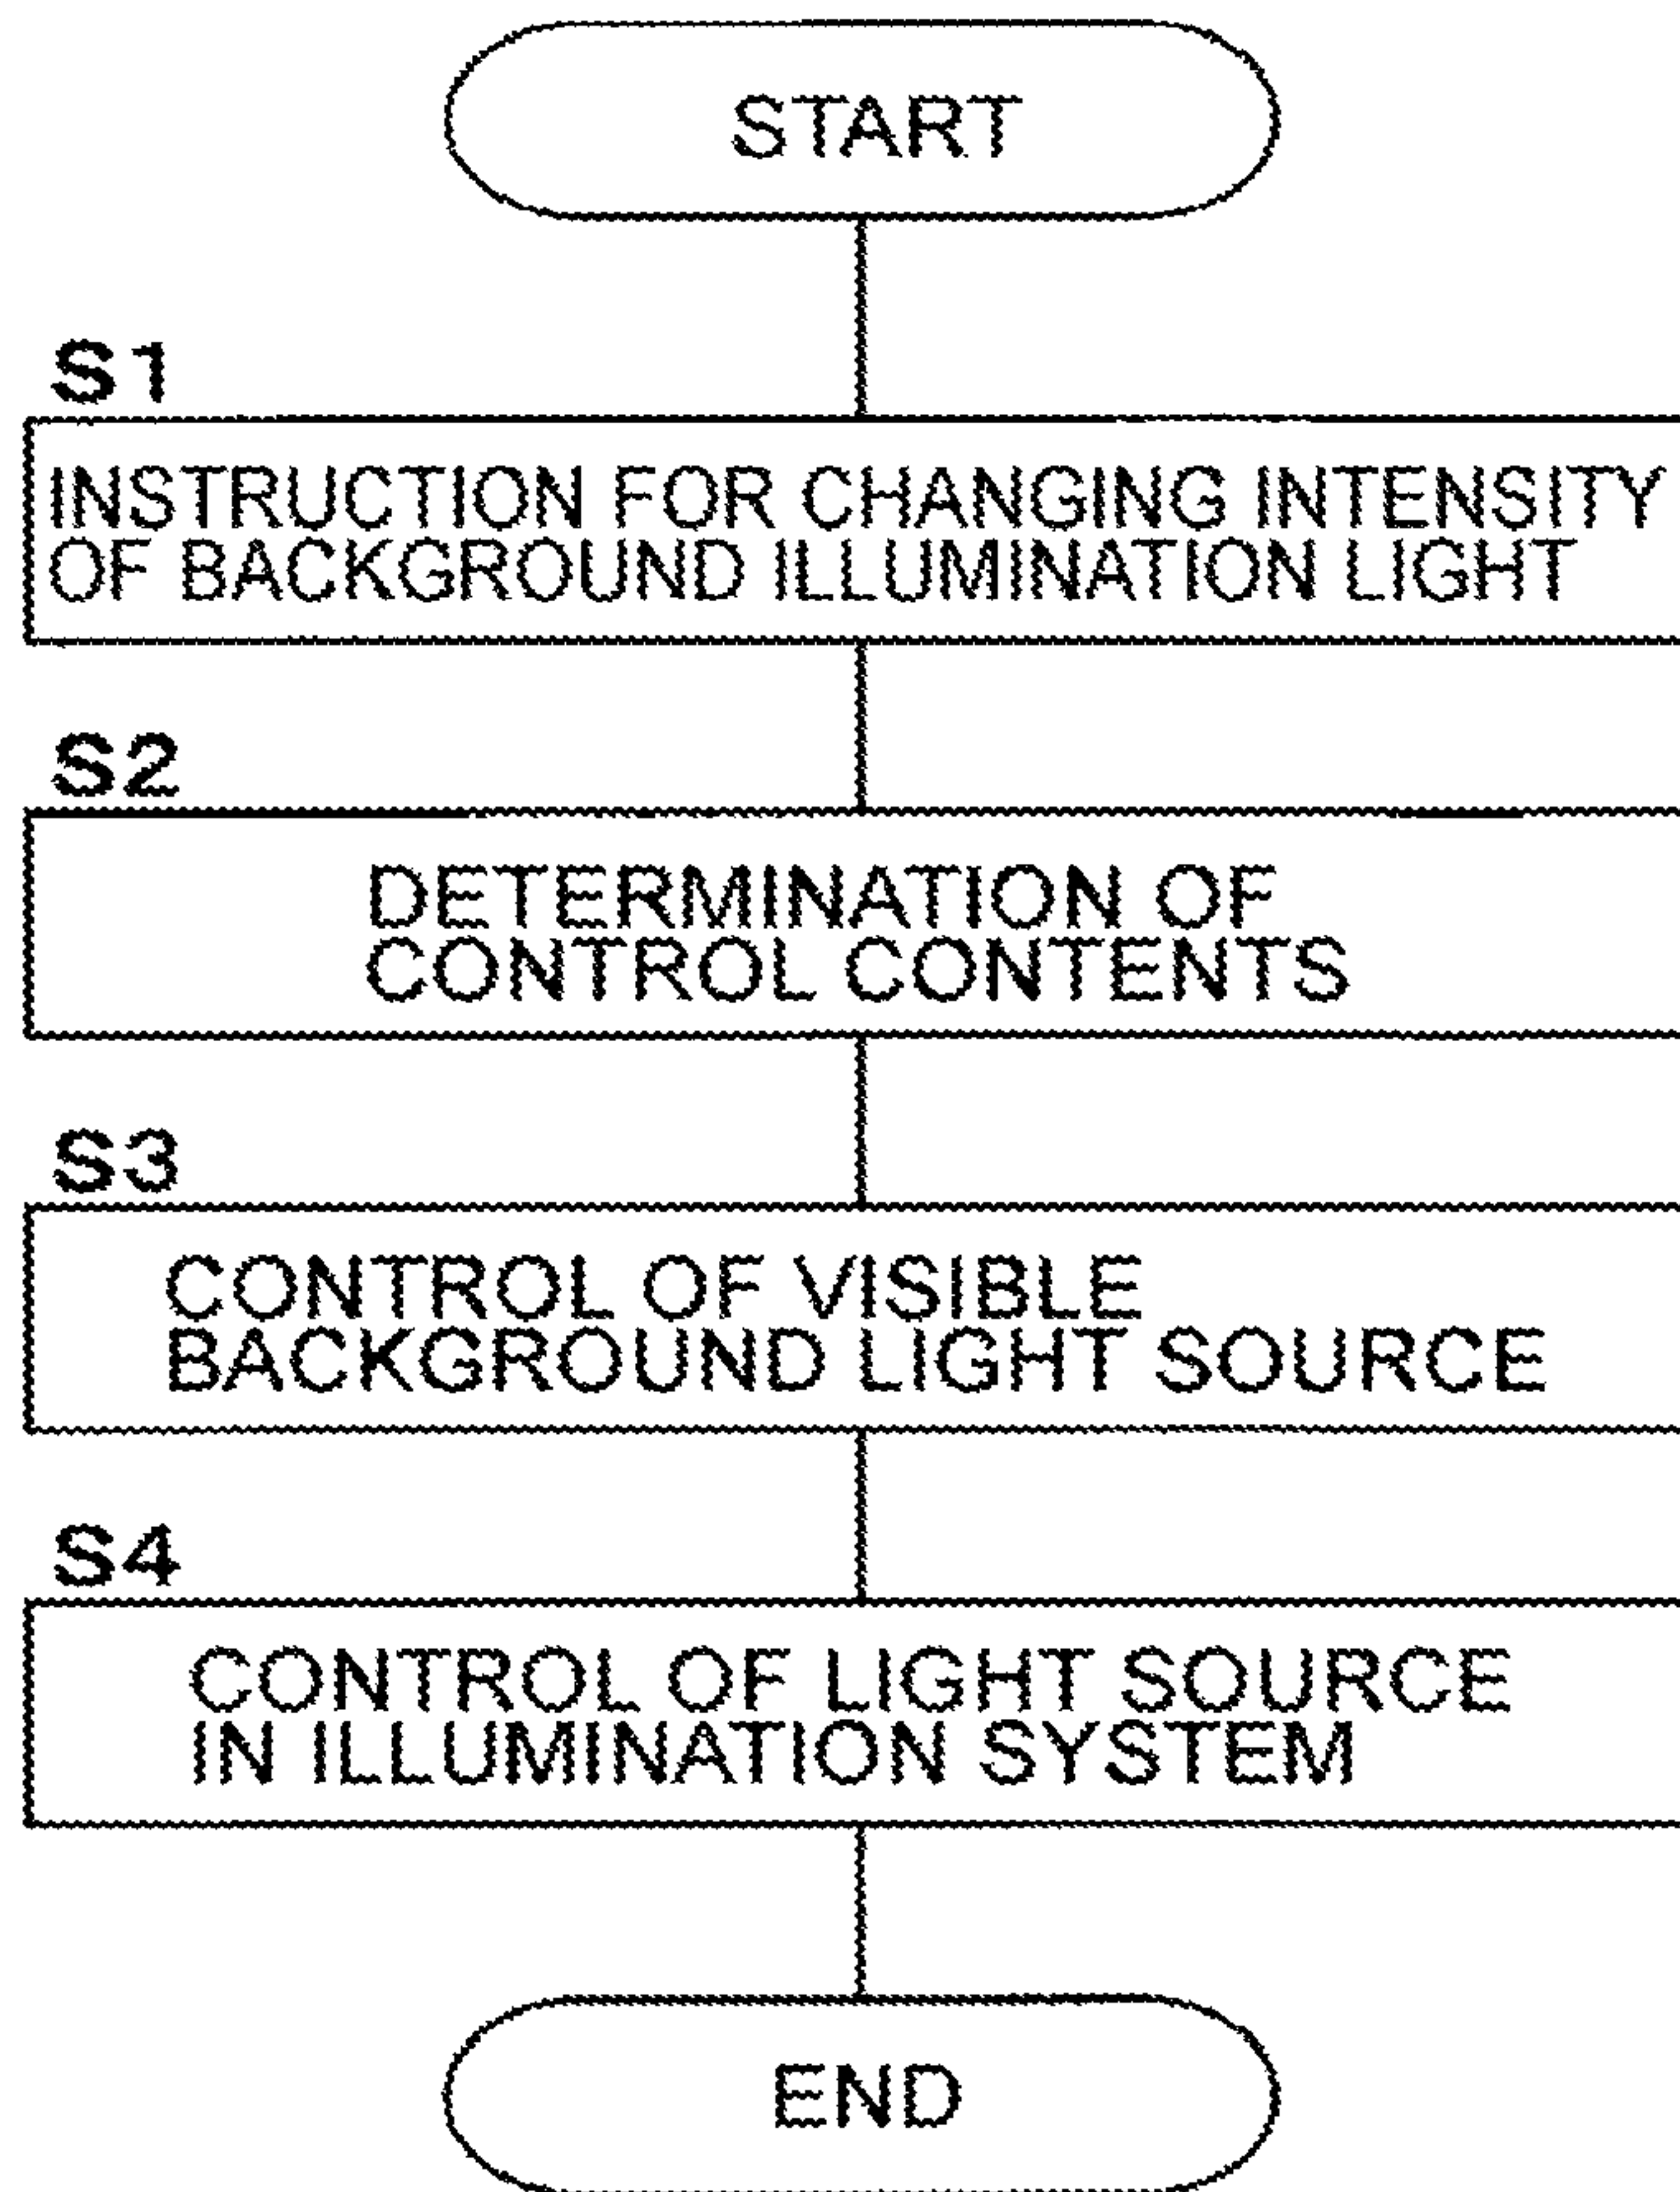 START
S1
INSTRUCTION FOR CHANGING INTENSITY
OF BACKGROUND ILLUMINATION LIGHT
S2
DETERMINATION OF
CONTROL CONTENTS
S3
CONTROL OF VISIBLE
BACKGROUND LIGHT SOURCE
S4
CONTROL OF LIGHT SOURCE
IN ILLUMINATION SYSTEM
END